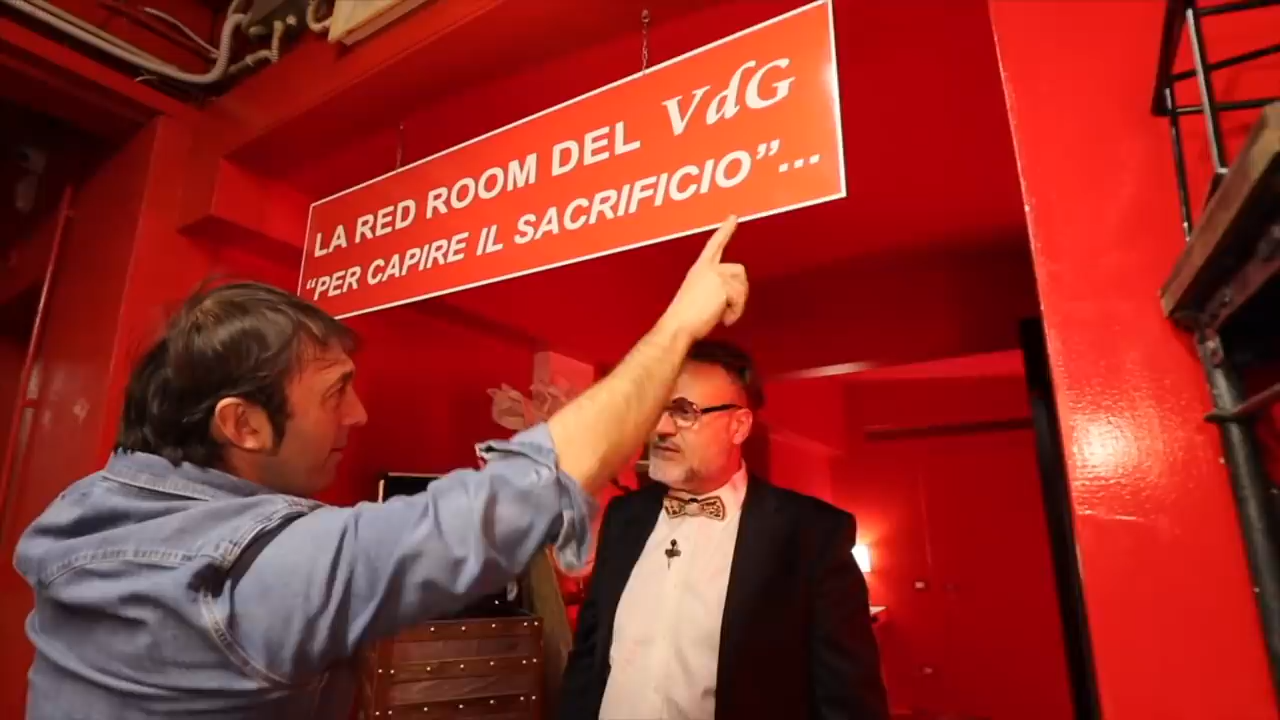 LA RED ROOM DEL VdG
“PER CAPIRE IL SACRIFICIO”...